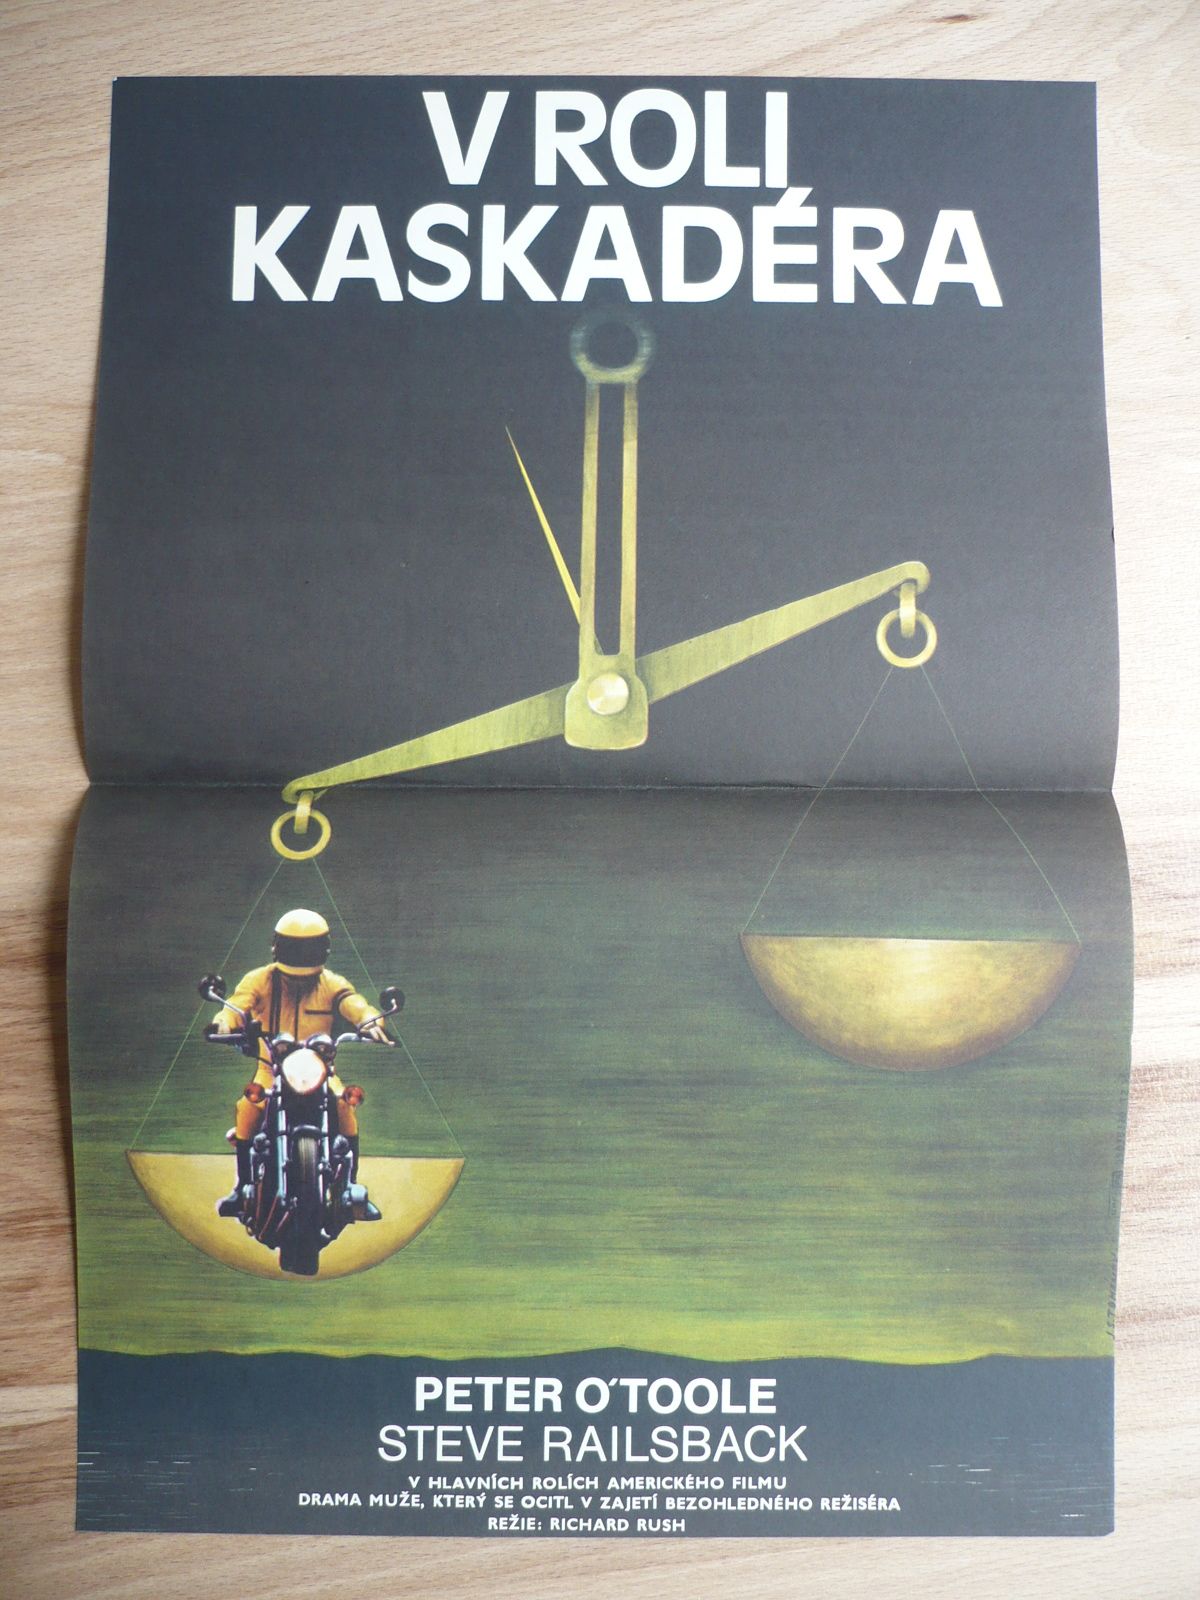 V ROLI
KASKADÉRA
PETER O'TOOLE
STEVE RAILSBACK
V HLAVNÍCH ROLÍCH AMERICKÉHO FILMU
DRAMA MUŽE, KTERÝ SE OCITL V ZAJETÍ BEZOHLEDNÉHO REŽISÉRA
REŽIE: RICHARD RUSH